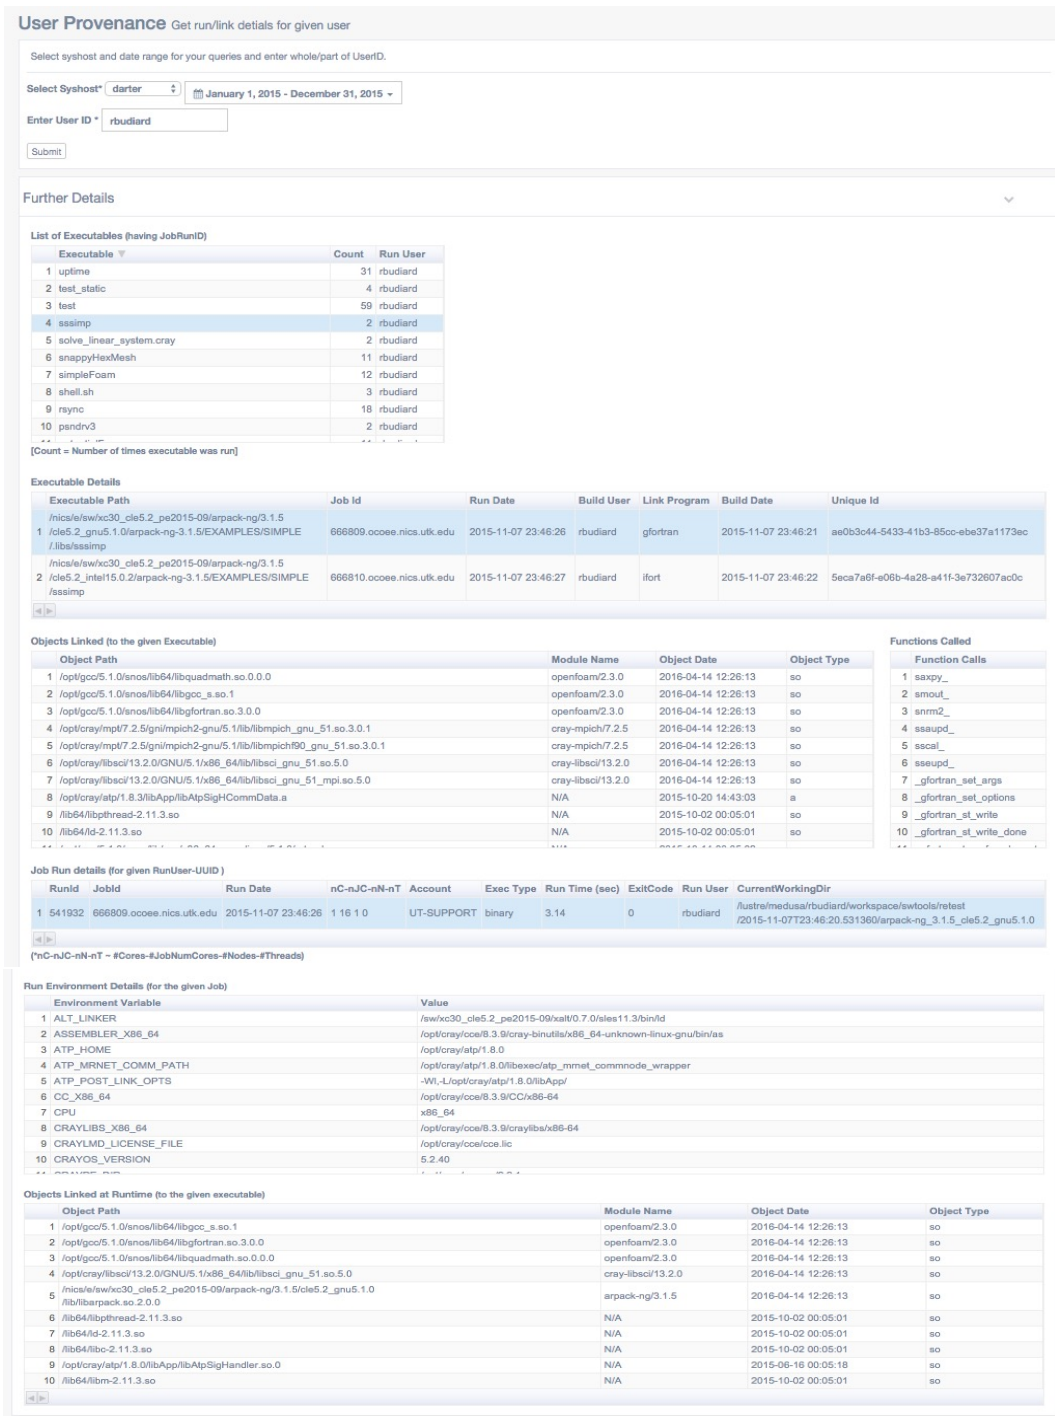 User Provenance Get run/link detials for given user
Select syshost and date range for your queries and enter whole/part of UserID.
Select Syshost* darter January 1, 2015 - December 31, 2015
Enter User ID * rbudiard
Submit
Further Details
List of Executables (having JobRunID)
Executable Count Run User
1 uptime 31 rbudiard
2 test_static 4 rbudiard
3 test 59 rbudiard
4 sssimp 2 rbudiard
5 solve_linear_system.cray 2 rbudiard
6 snappyHexMesh 11 rbudiard
7 simpleFoam 12 rbudiard
8 shell.sh 3 rbudiard
9 rsync 18 rbudiard
10 psndrv3 2 rbudiard
[Count = Number of times executable was run]
Executable Details
Executable Path Job Id Run Date Build User Link Program Build Date Unique Id
/nics/e/sw/xc30_cle5.2_pe2015-09/arpack-ng/3.1.5
1 /cle5.2_gnu5.1.0/arpack-ng-3.1.5/EXAMPLES/SIMPLE 666809.ocoee.nics.utk.edu 2015-11-07 23:46:26 rbudiard gfortran 2015-11-07 23:46:21 ae0b3c44-5433-41b3-85cc-ebe37a1173ec
/.libs/sssimp
/nics/e/sw/xc30_cle5.2_pe2015-09/arpack-ng/3.1.5
2 /cle5.2_intel15.0.2/arpack-ng-3.1.5/EXAMPLES/SIMPLE 666810.ocoee.nics.utk.edu 2015-11-07 23:46:27 rbudiard ifort 2015-11-07 23:46:22 5eca7a6f-e06b-4a28-a41f-3e732607ac0c
/sssimp
Objects Linked (to the given Executable) Functions Called
Object Path Module Name Object Date Object Type Function Calls
1 /opt/gcc/5.1.0/snos/lib64/libquadmath.so.0.0.0 openfoam/2.3.0 2016-04-14 12:26:13 so 1 saxpy_
2 /opt/gcc/5.1.0/snos/lib64/libgcc_s.so.1 openfoam/2.3.0 2016-04-14 12:26:13 so 2 smout_
3 /opt/gcc/5.1.0/snos/lib64/libgfortran.so.3.0.0 openfoam/2.3.0 2016-04-14 12:26:13 so 3 snrm2_
4 /opt/cray/mpt/7.2.5/gni/mpich2-gnu/5.1/lib/libmpich_gnu_51.so.3.0.1 cray-mpich/7.2.5 2016-04-14 12:26:13 so 4 ssaupd_
5 /opt/cray/mpt/7.2.5/gni/mpich2-gnu/5.1/lib/libmpichf90_gnu_51.so.3.0.1 cray-mpich/7.2.5 2016-04-14 12:26:13 so 5 sscal_
6 /opt/cray/libsci/13.2.0/GNU/5.1/x86_64/lib/libsci_gnu_51.so.5.0 cray-libsci/13.2.0 2016-04-14 12:26:13 so 6 sseupd_
7 /opt/cray/libsci/13.2.0/GNU/5.1/x86_64/lib/libsci_gnu_51_mpi.so.5.0 cray-libsci/13.2.0 2016-04-14 12:26:13 so 7 _gfortran_set_args
8 /opt/cray/atp/1.8.3/libApp/libAtpSigHCommData.a N/A 2015-10-20 14:43:03 a 8 _gfortran_set_options
9 /lib64/libpthread-2.11.3.so N/A 2015-10-02 00:05:01 so 9 _gfortran_st_write
10 /lib64/ld-2.11.3.so N/A 2015-10-02 00:05:01 so 10 _gfortran_st_write_done
Job Run details (for given RunUser-UUID )
RunId JobId Run Date nC-nJC-nN-nT Account Exec Type Run Time (sec) ExitCode Run User CurrentWorkingDir
1 541932 666809.ocoee.nics.utk.edu 2015-11-07 23:46:26 1 16 1 0 UT-SUPPORT binary 3.14 0 rbudiard /lustre/medusa/rbudiard/workspace/swtools/retest
/2015-11-07T23:46:20.531360/arpack-ng_3.1.5_cle5.2_gnu5.1.0
(*nC-nJC-nN-nT ~ #Cores-#JobNumCores-#Nodes-#Threads)
Run Environment Details (for the given Job)
Environment Variable Value
1 ALT_LINKER /sw/xc30_cle5.2_pe2015-09/xalt/0.7.0/sles11.3/bin/ld
2 ASSEMBLER_X86_64 /opt/cray/cce/8.3.9/cray-binutils/x86_64-unknown-linux-gnu/bin/as
3 ATP_HOME /opt/cray/atp/1.8.0
4 ATP_MRNET_COMM_PATH /opt/cray/atp/1.8.0/libexec/atp_mrnet_commnode_wrapper
5 ATP_POST_LINK_OPTS -Wl,-L/opt/cray/atp/1.8.0/libApp/
6 CC_X86_64 /opt/cray/cce/8.3.9/CC/x86-64
7 CPU x86_64
8 CRAYLIBS_X86_64 /opt/cray/cce/8.3.9/craylibs/x86-64
9 CRAYLMD_LICENSE_FILE /opt/cray/cce/cce.lic
10 CRAYOS_VERSION 5.2.40
Objects Linked at Runtime (to the given executable)
Object Path Module Name Object Date Object Type
1 /opt/gcc/5.1.0/snos/lib64/libgcc_s.so.1 openfoam/2.3.0 2016-04-14 12:26:13 so
2 /opt/gcc/5.1.0/snos/lib64/libgfortran.so.3.0.0 openfoam/2.3.0 2016-04-14 12:26:13 so
3 /opt/gcc/5.1.0/snos/lib64/libquadmath.so.0.0.0 openfoam/2.3.0 2016-04-14 12:26:13 so
4 /opt/cray/libsci/13.2.0/GNU/5.1/x86_64/lib/libsci_gnu_51.so.5.0 cray-libsci/13.2.0 2016-04-14 12:26:13 so
5 /nics/e/sw/xc30_cle5.2_pe2015-09/arpack-ng/3.1.5/cle5.2_gnu5.1.0 arpack-ng/3.1.5 2016-04-14 12:26:13 so
/lib/libarpack.so.2.0.0
6 /lib64/libpthread-2.11.3.so N/A 2015-10-02 00:05:01 so
7 /lib64/ld-2.11.3.so N/A 2015-10-02 00:05:01 so
8 /lib64/libc-2.11.3.so N/A 2015-10-02 00:05:01 so
9 /opt/cray/atp/1.8.0/libApp/libAtpSigHandler.so.0 N/A 2015-06-16 00:05:18 so
10 /lib64/libm-2.11.3.so N/A 2015-10-02 00:05:01 so